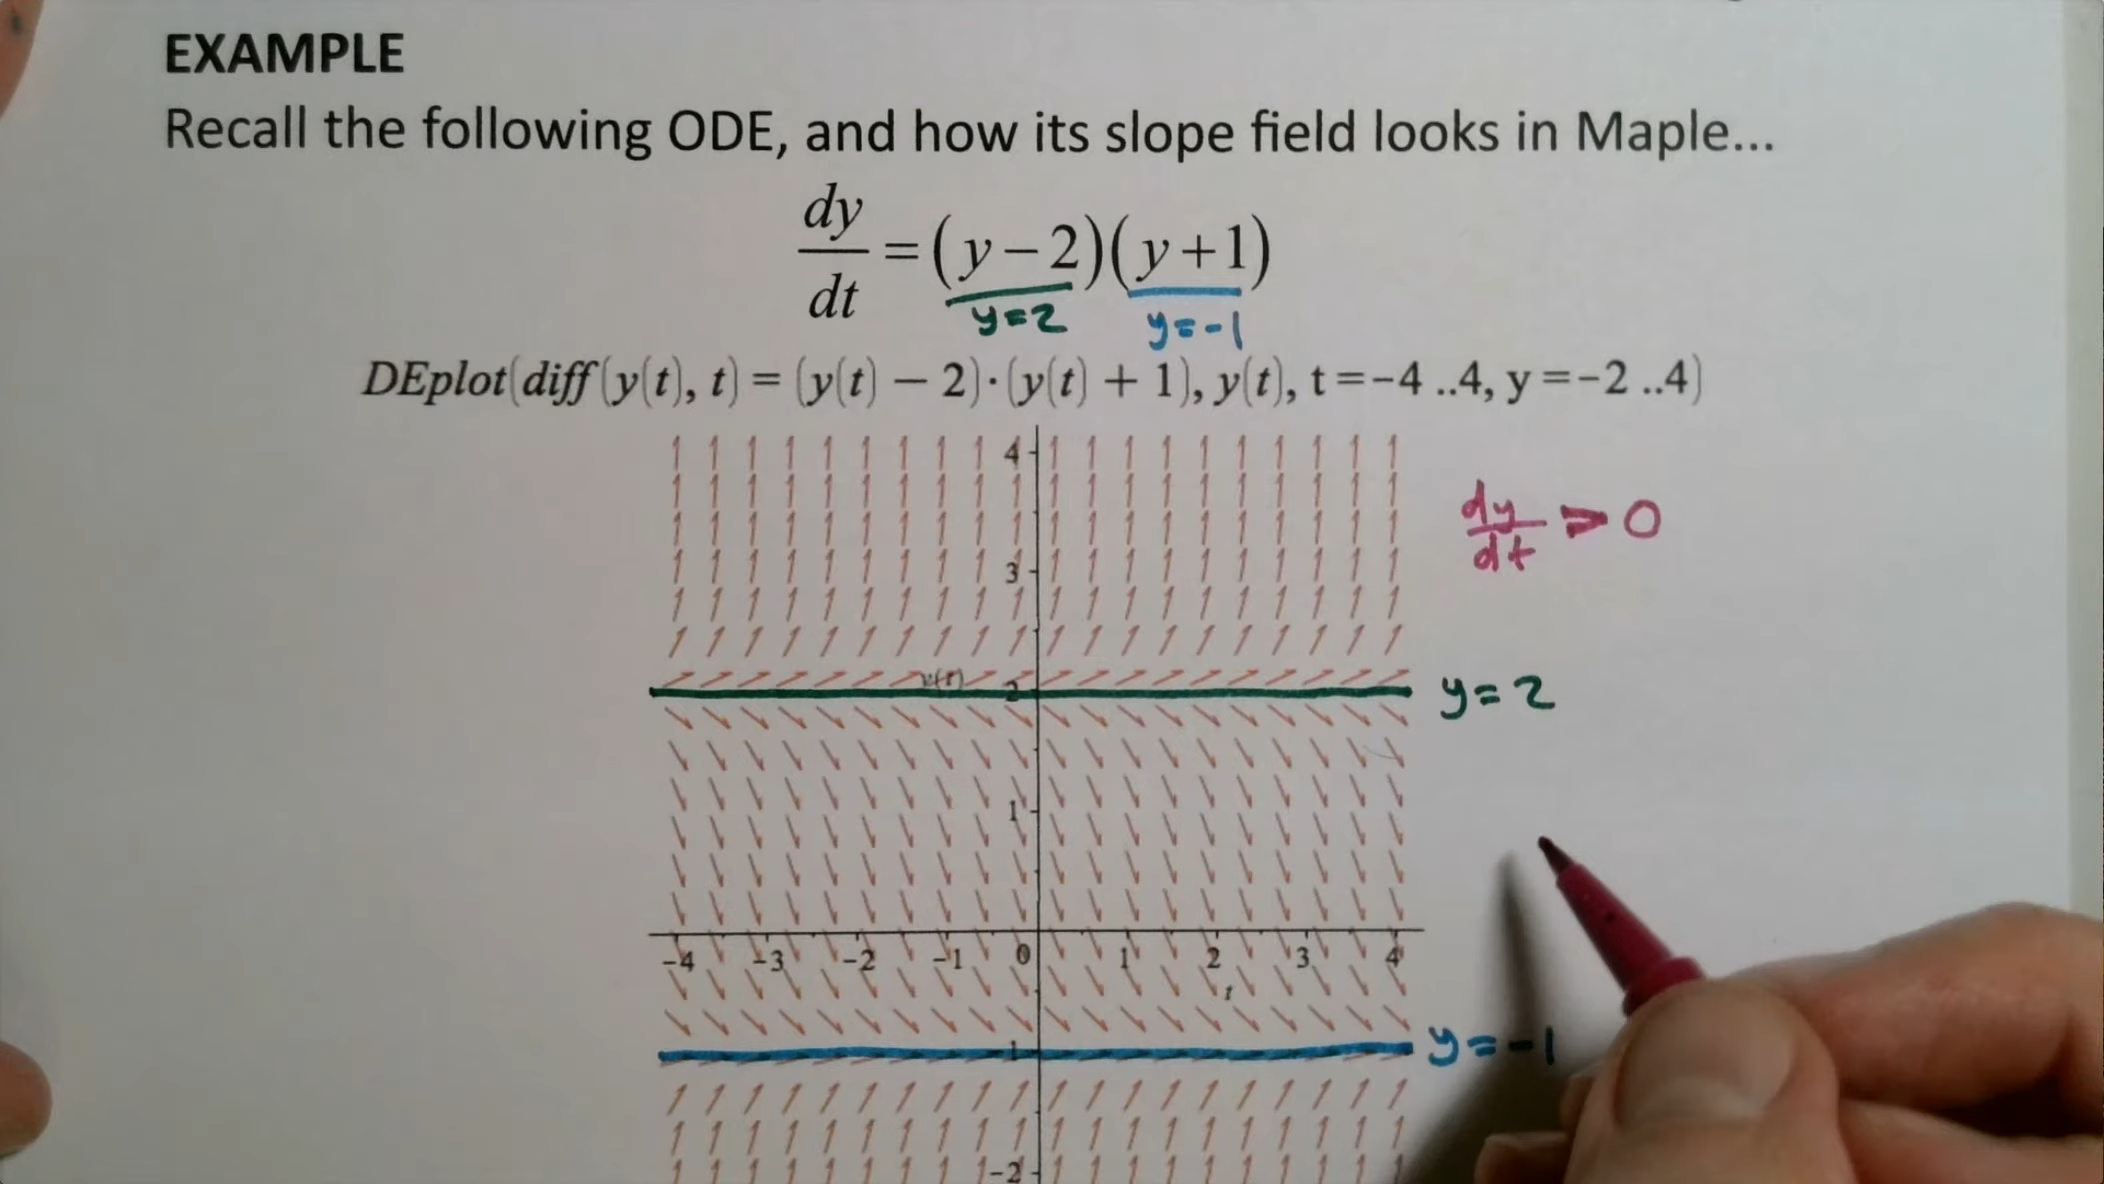 EXAMPLE
Recall the following ODE, and how its slope field looks in Maple...
dy/dt = (y−2)(y+1)
y=2 y=-1
DEplot(diff(y(t), t) = (y(t) − 2)·(y(t) + 1), y(t), t=−4 ..4, y=−2 ..4)
4
dy/dt > 0
3
y(t)
2 y=2
1
−4 −3 −2 −1 0 1 2 3 4
t
-1 y=-1
−2